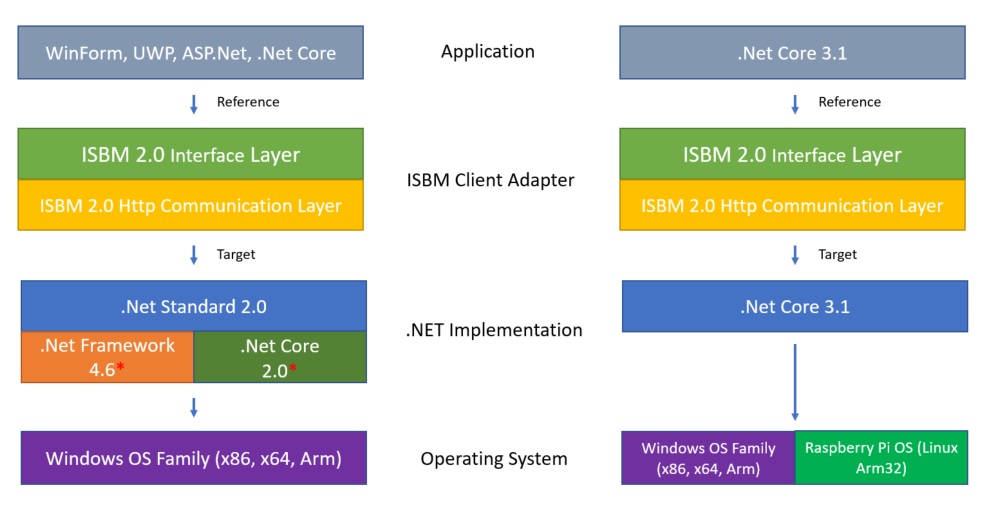 WinForm, UWP, ASP.Net, .Net Core
Application
.Net Core 3.1
Reference
Reference
ISBM 2.0 Interface Layer
ISBM 2.0 Interface Layer
ISBM Client Adapter
ISBM 2.0 Http Communication Layer
ISBM 2.0 Http Communication Layer
Target
Target
.Net Standard 2.0
.Net Core 3.1
.NET Implementation
.Net Framework
4.6*
.Net Core
2.0*
Windows OS Family (x86, x64, Arm)
Operating System
Windows OS Family
(x86, x64, Arm)
Raspberry Pi OS (Linux
Arm32)